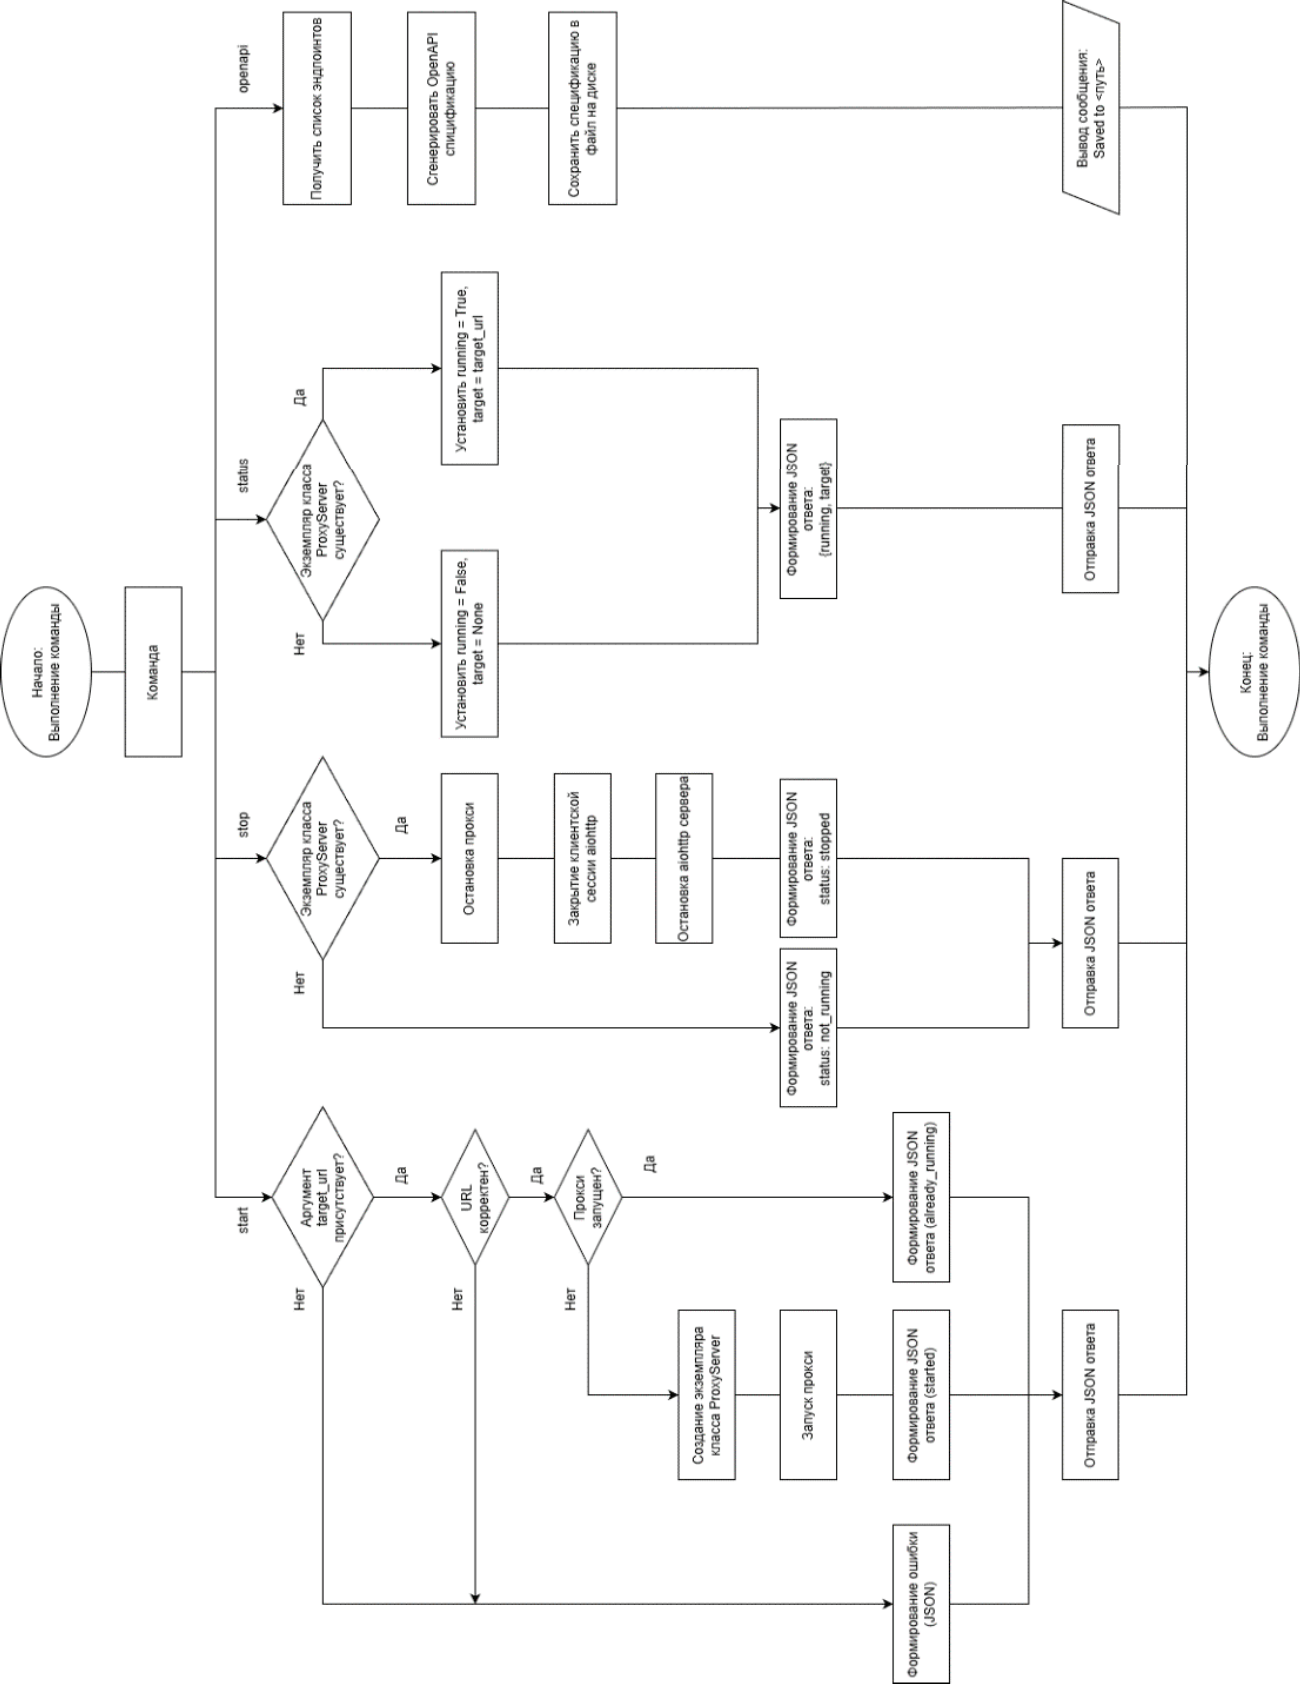 Начало:
Выполнение команды
Команда
start
Аргумент
target_url
присутствует?
Нет
Да
URL
корректен?
Нет
Да
Прокси
запущен?
Нет
Да
Создание экземпляра
класса ProxyServer
Запуск прокси
Формирование ошибки
(JSON)
Формирование JSON
ответа (started)
Формирование JSON
ответа (already_running)
Отправка JSON ответа
stop
Экземпляр класса
ProxyServer
существует?
Нет
Да
Остановка прокси
Закрытие клиентской
сессии aiohttp
Остановка aiohttp сервера
Формирование JSON
ответа:
status: not_running
Формирование JSON
ответа:
status: stopped
Отправка JSON ответа
status
Экземпляр класса
ProxyServer
существует?
Нет
Да
Установить running = False,
target = None
Установить running = True,
target = target_url
Формирование JSON
ответа:
{running, target}
Отправка JSON ответа
openapi
Получить список эндпоинтов
Сгенерировать OpenAPI
спицификацию
Сохранить спецификацию в
файл на диске
Вывод сообщения:
Saved to <путь>
Конец:
Выполнение команды